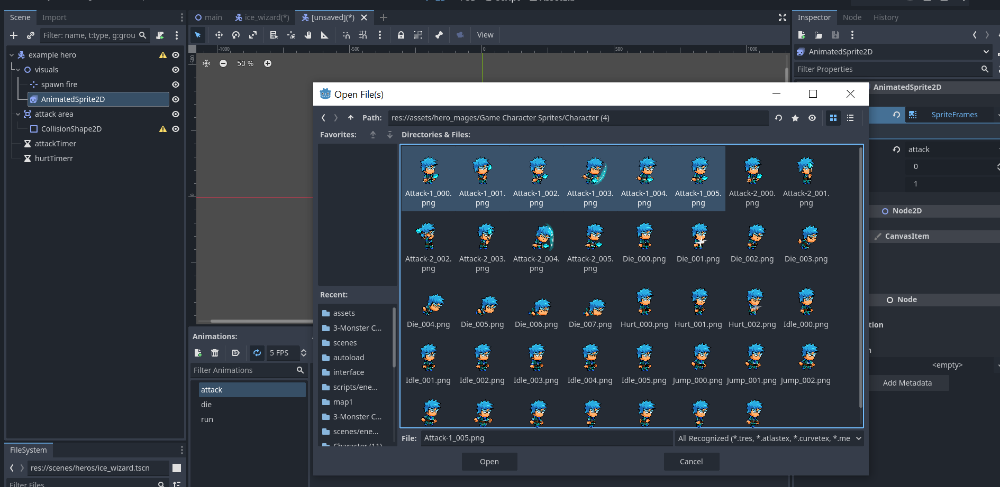 Scene
Import
Filter: name, t:type, g:grou
example hero
visuals
spawn fire
AnimatedSprite2D
attack area
CollisionShape2D
attackTimer
hurtTimerr
FileSystem
res://scenes/heros/ice_wizard.tscn
Filter Files
main
ice_wizard(*)
[unsaved](*)
View
-1000
-500
0
500
1000
-500
0
50 %
Animations:
5 FPS
Filter Animations
attack
die
run
Open File(s)
Path:
res://assets/hero_mages/Game Character Sprites/Character (4)
Favorites:
Directories & Files:
Attack-1_000.
png
Attack-1_001.
png
Attack-1_002.
png
Attack-1_003.
png
Attack-1_004.
png
Attack-1_005.
png
Attack-2_000.
png
Attack-2_001.
png
Attack-2_002.
png
Attack-2_003.
png
Attack-2_004.
png
Attack-2_005.
png
Die_000.png
Die_001.png
Die_002.png
Die_003.png
Die_004.png
Die_005.png
Die_006.png
Die_007.png
Hurt_000.png
Hurt_001.png
Hurt_002.png
Idle_000.png
Idle_001.png
Idle_002.png
Idle_003.png
Idle_004.png
Idle_005.png
Jump_000.png
Jump_001.png
Jump_002.png
Recent:
assets
3-Monster C...
scenes
autoload
interface
scripts/ene...
map1
3-Monster C...
scenes/ene...
Character (11)
File:
Attack-1_005.png
All Recognized (*.tres, *.atlastex, *.curvetex, *.me
Open
Cancel
Inspector
Node
History
AnimatedSprite2D
Filter Properties
AnimatedSprite2D
SpriteFrames
attack
0
1
Node2D
CanvasItem
Node
tion
<empty>
Add Metadata